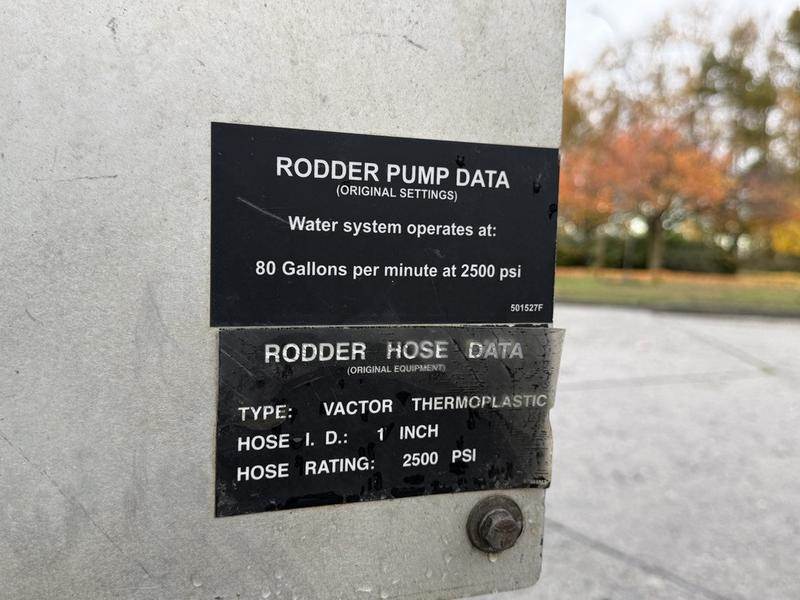 RODDER PUMP DATA
(ORIGINAL SETTINGS)
Water system operates at:
80 Gallons per minute at 2500 psi
501527F
RODDER HOSE DATA
(ORIGINAL EQUIPMENT)
TYPE: VACTOR THERMOPLASTIC
HOSE I. D.: 1 INCH
HOSE RATING: 2500 PSI